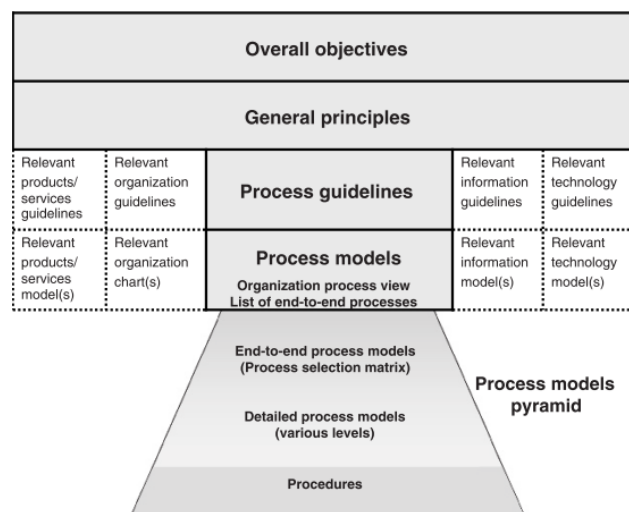 Overall objectives
General principles
Relevant
products/
services
guidelines
Relevant
organization
guidelines
Process guidelines
Relevant
information
guidelines
Relevant
technology
guidelines
Relevant
products/
services
model(s)
Relevant
organization
chart(s)
Process models
Organization process view
List of end-to-end processes
Relevant
information
model(s)
Relevant
technology
model(s)
End-to-end process models
(Process selection matrix)
Process models
pyramid
Detailed process models
(various levels)
Procedures